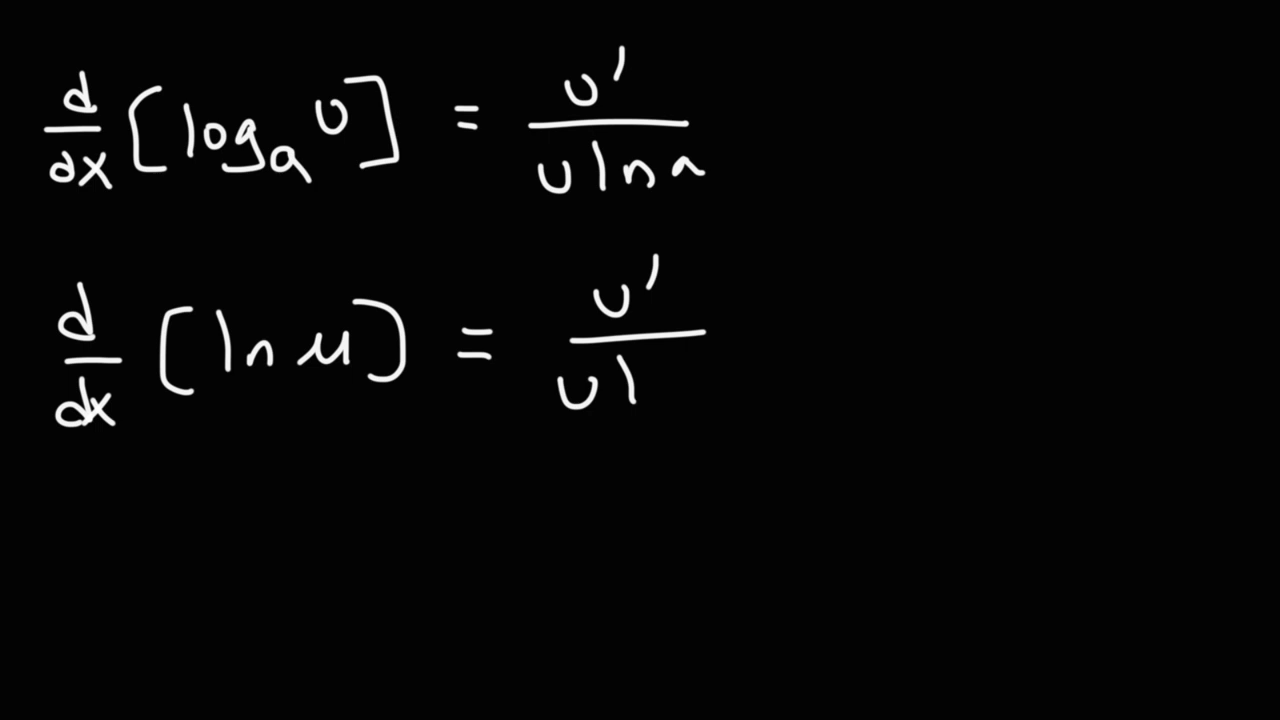 d/dx [log_a u] = u' / u ln a
d/dx [ln u] = u' / u l